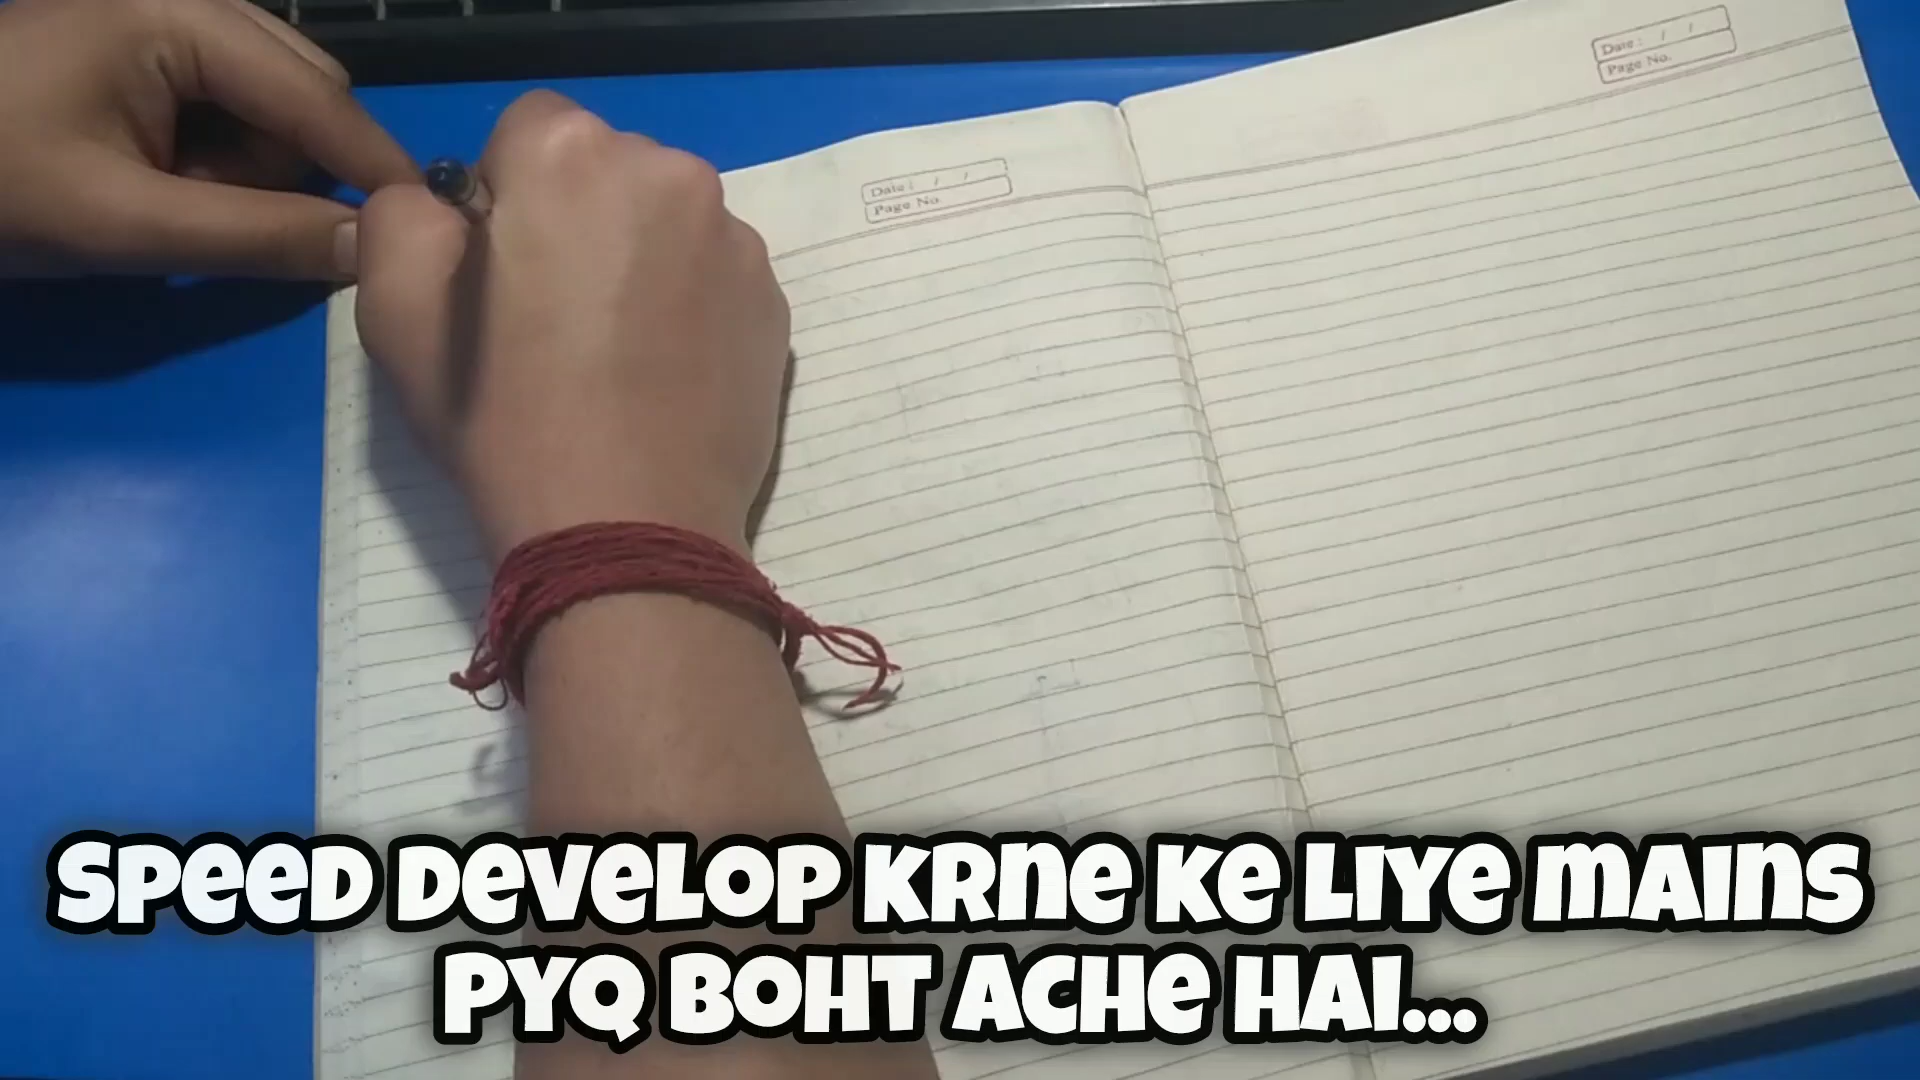 Date : / /
Page No.
Date : / /
Page No.
SPEED DEVELOP KRNE KE LIYE MAINS
PYQ BOHT ACHE HAI...